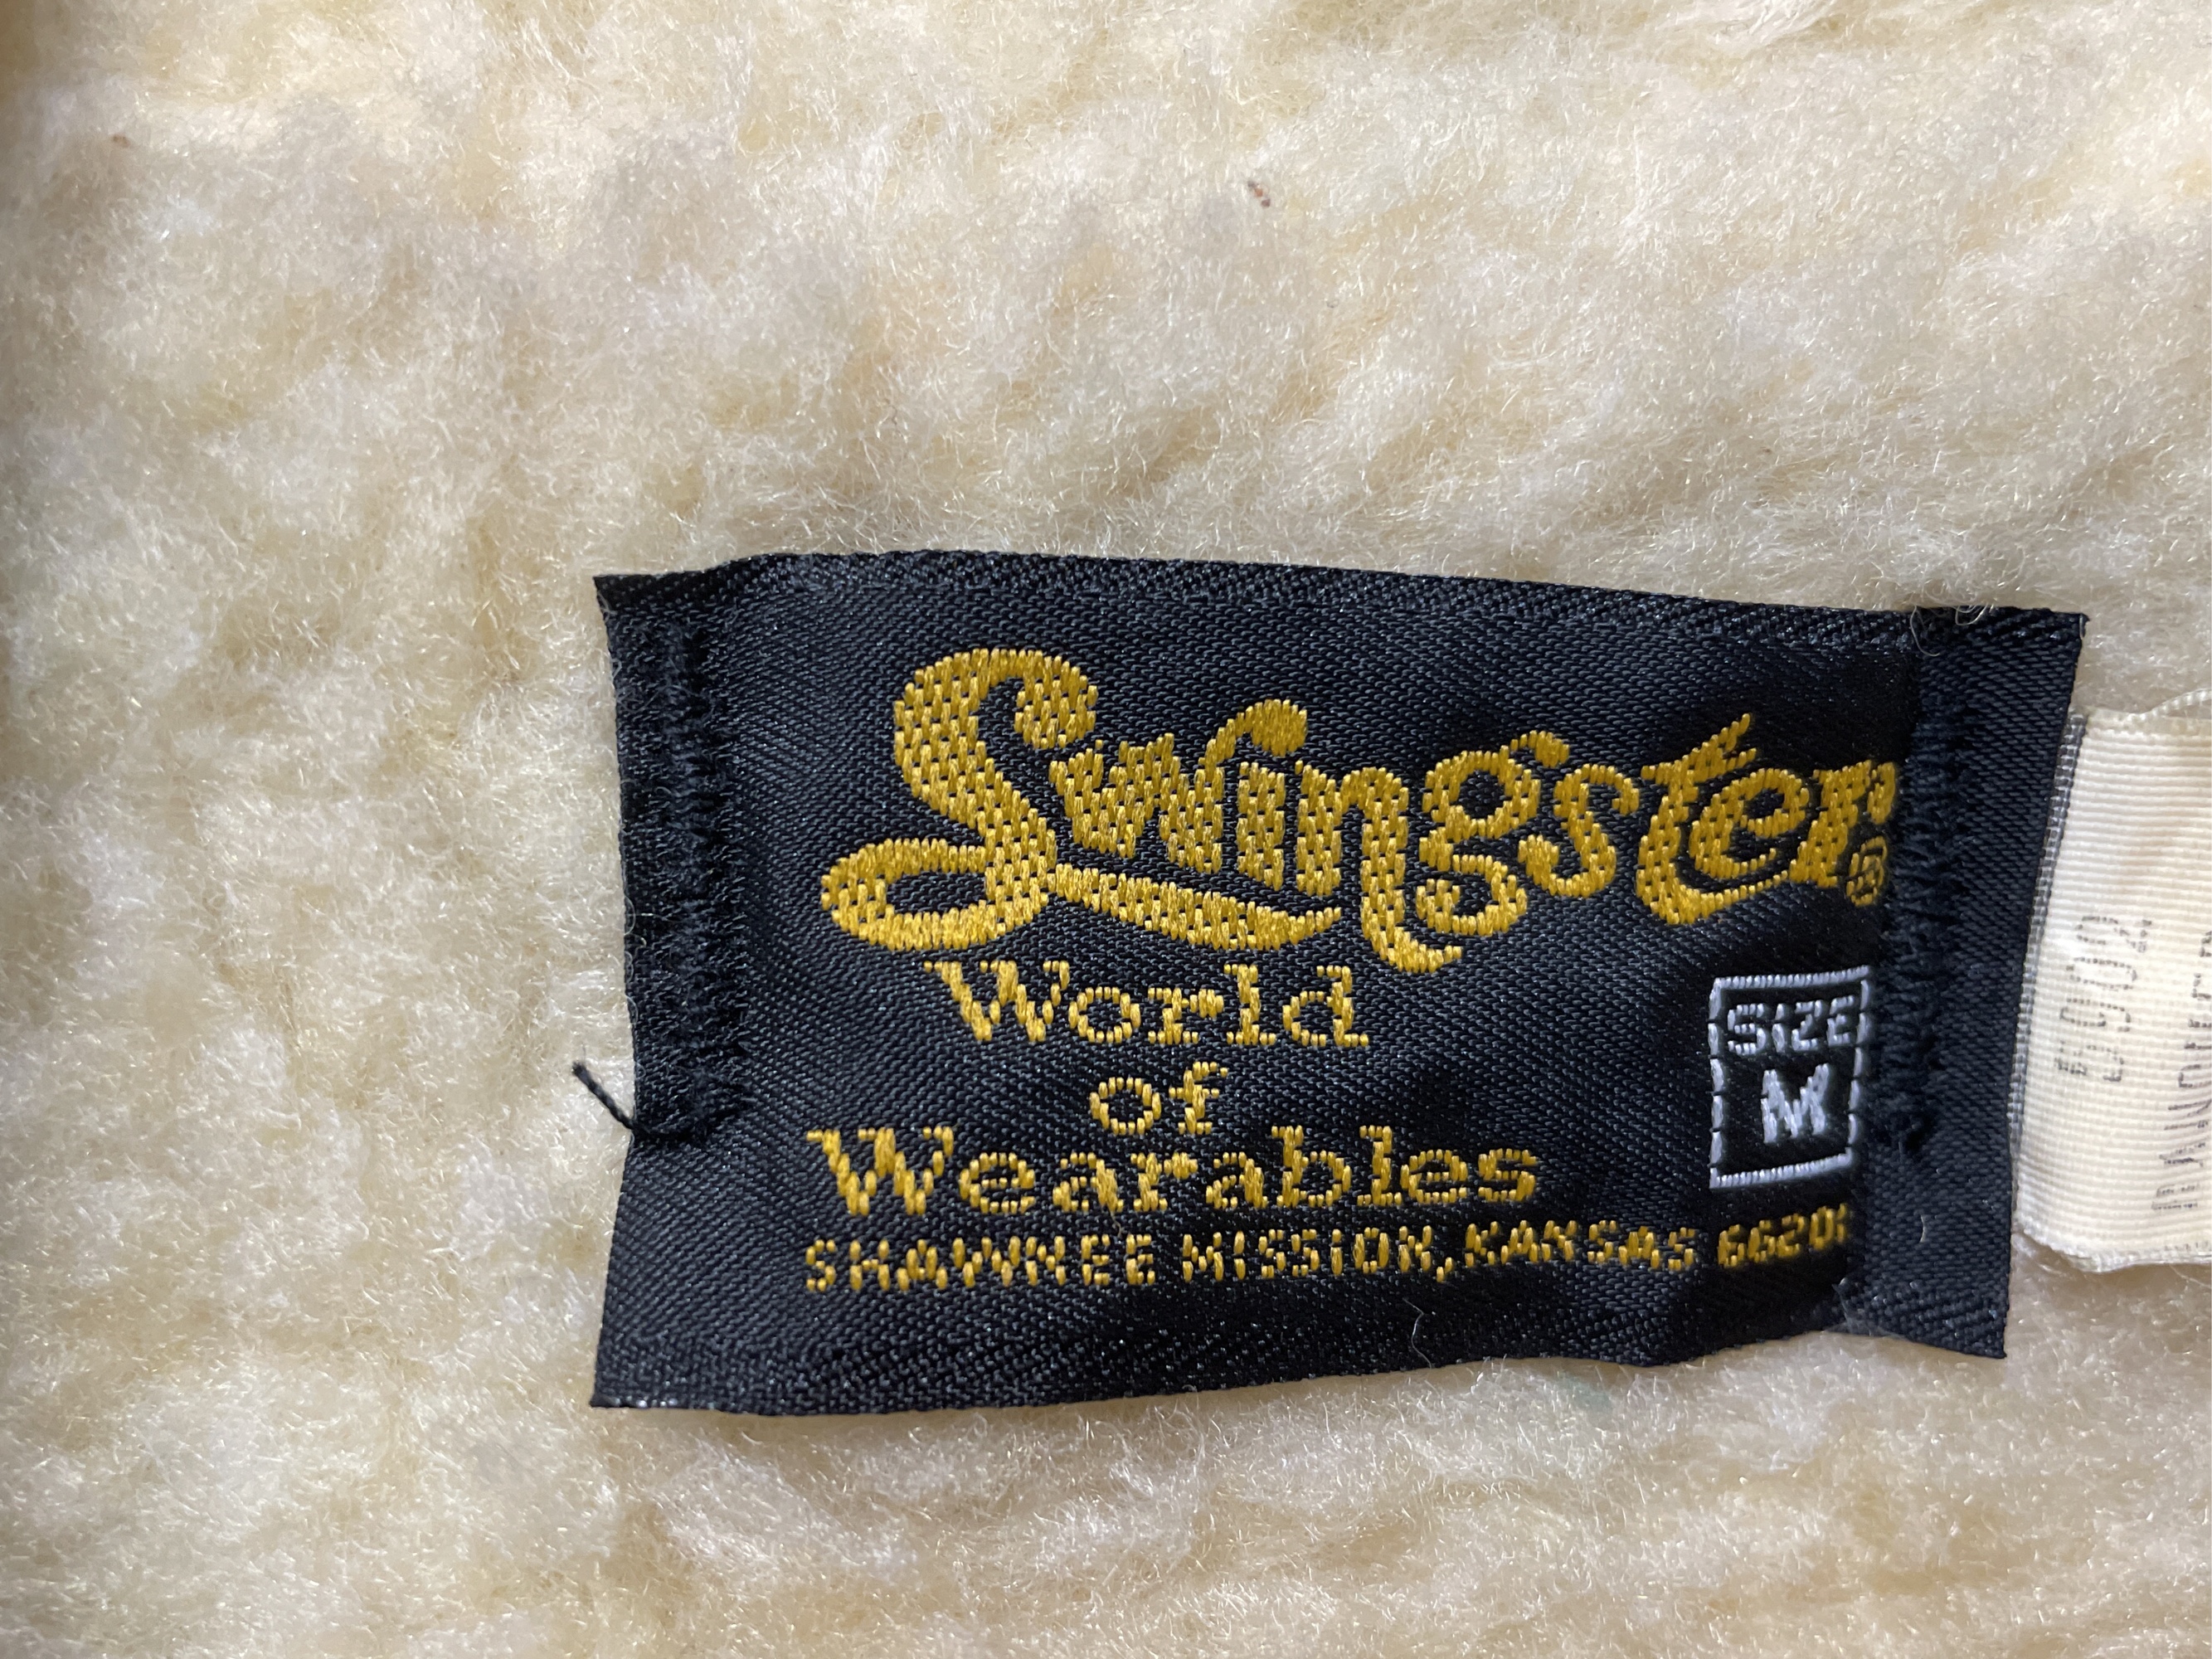 Swingster®
World
of
Wearables
SIZE
M
SHAWNEE MISSION, KANSAS